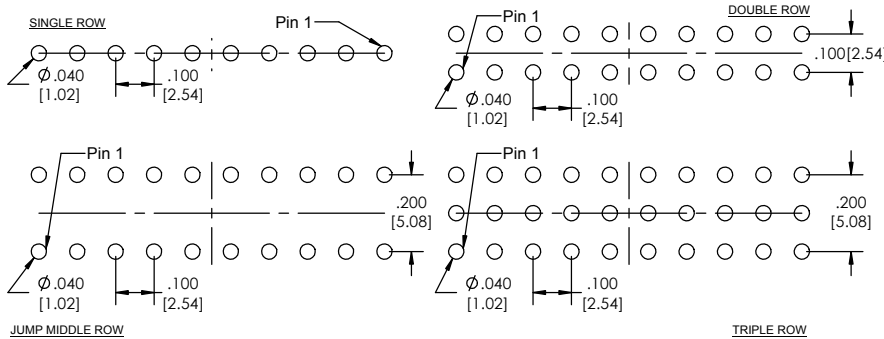 SINGLE ROW
Pin 1
Ø.040
[1.02]
.100
[2.54]
DOUBLE ROW
Pin 1
.100[2.54]
Ø.040
[1.02]
.100
[2.54]
Pin 1
.200
[5.08]
Ø.040
[1.02]
.100
[2.54]
JUMP MIDDLE ROW
Pin 1
.200
[5.08]
Ø.040
[1.02]
.100
[2.54]
TRIPLE ROW